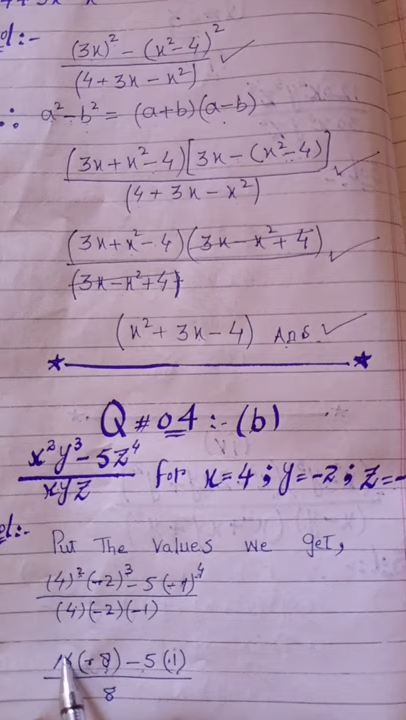 ol:-
(3x)² - (x²-4)² / (4+3x-x²) ✓
∴ a²-b² = (a+b)(a-b)
(3x+x²-4)[3x-(x²-4)] / (4+3x-x²) ✓
(3x+x²-4)(3x-x²+4) / (3x-x²+4) ✓
(x²+3x-4) Ans. ✓
Q # 04 :- (b)
x²y³-5z⁴ / xyz for x=4; y=-2; z=-
ol:- Put The values we get,
(4)²(-2)³-5(-1)⁴ / (4)(-2)(-1)
(-8)-5(1) / 8